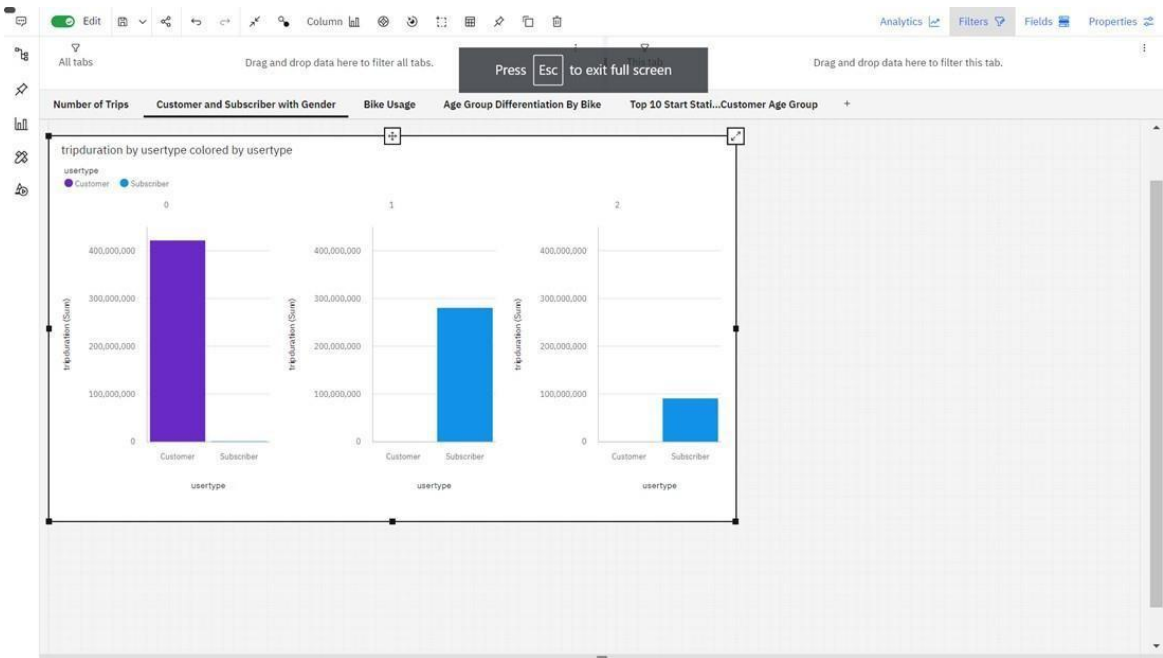 Edit Column Analytics Filters Fields Properties
All tabs Drag and drop data here to filter all tabs. Press Esc to exit full screen This tab Drag and drop data here to filter this tab.
Number of Trips Customer and Subscriber with Gender Bike Usage Age Group Differentiation By Bike Top 10 Start Stati...Customer Age Group +
tripduration by usertype colored by usertype
usertype
Customer Subscriber
0 1 2
400,000,000 400,000,000 400,000,000
300,000,000 300,000,000 300,000,000
tripduration (Sum) tripduration (Sum) tripduration (Sum)
200,000,000 200,000,000 200,000,000
100,000,000 100,000,000 100,000,000
0 0 0
Customer Subscriber Customer Subscriber Customer Subscriber
usertype usertype usertype